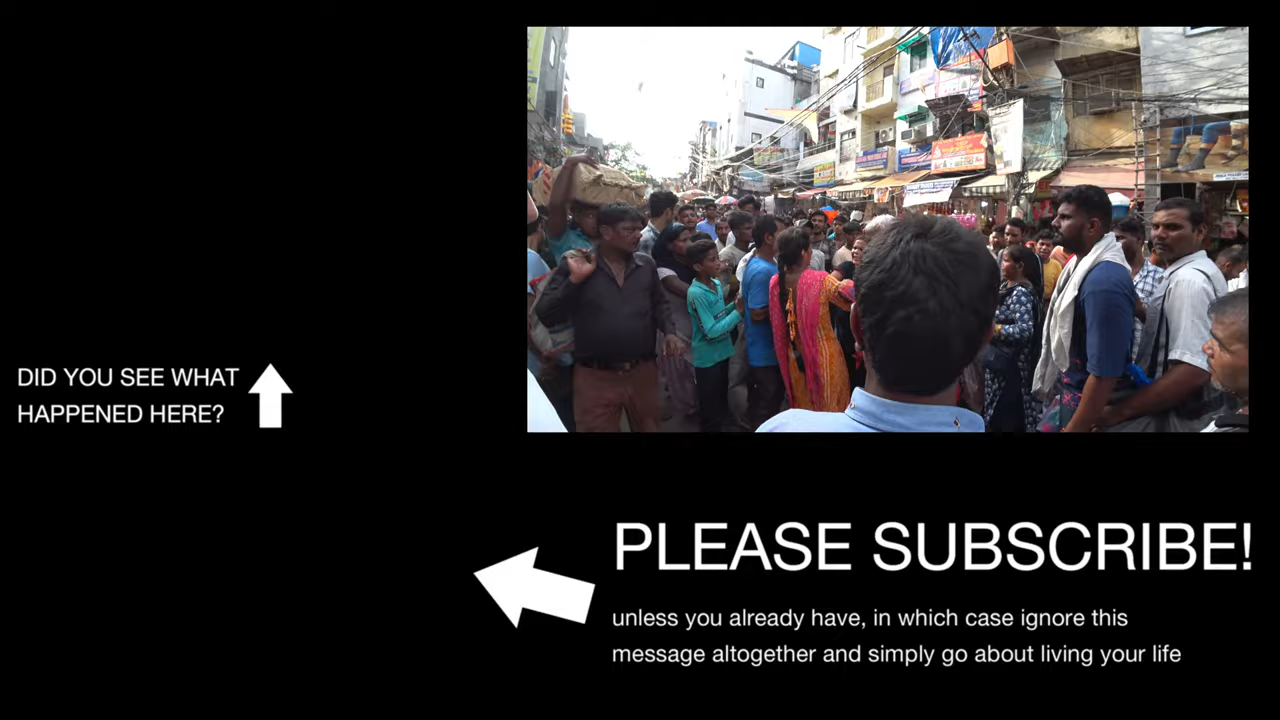 DID YOU SEE WHAT
HAPPENED HERE?
PLEASE SUBSCRIBE!
unless you already have, in which case ignore this
message altogether and simply go about living your life